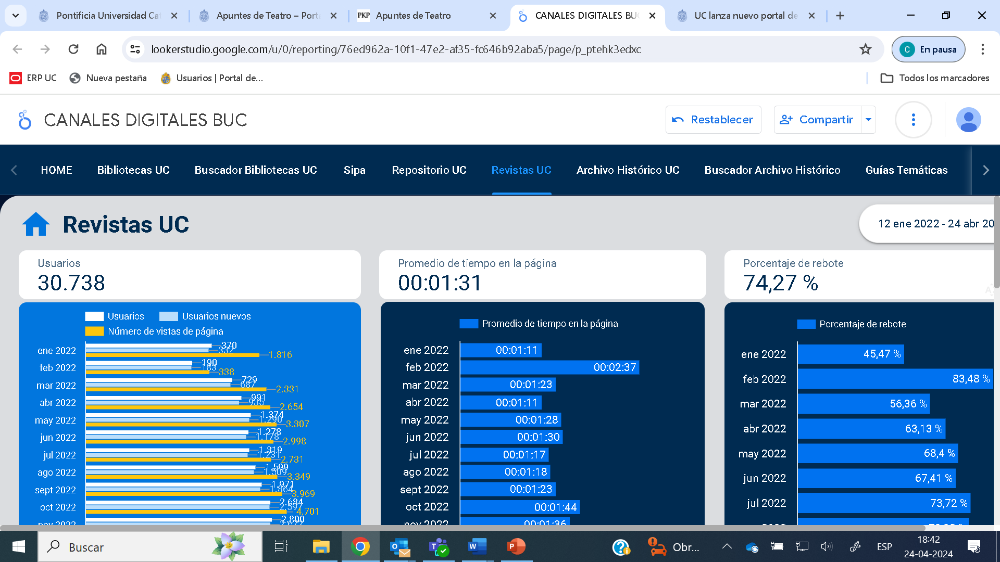 Pontificia Universidad Ca
Apuntes de Teatro – Porta
PKP Apuntes de Teatro
CANALES DIGITALES BUC
UC lanza nuevo portal de
lookerstudio.google.com/u/0/reporting/76ed962a-10f1-47e2-af35-fc646b92aba5/page/p_ptehk3edxc
C En pausa
ERP UC
Nueva pestaña
Usuarios | Portal de...
Todos los marcadores
CANALES DIGITALES BUC
Restablecer
Compartir
HOME
Bibliotecas UC
Buscador Bibliotecas UC
Sipa
Repositorio UC
Revistas UC
Archivo Histórico UC
Buscador Archivo Histórico
Guías Temáticas
Revistas UC
12 ene 2022 - 24 abr 20
Usuarios
30.738
Usuarios
Usuarios nuevos
Número de vistas de página
ene 2022 370 332 1.816
feb 2022 190 183 338
mar 2022 729 687 2.331
abr 2022 991 935 2.654
may 2022 1.374 1.290 3.307
jun 2022 1.278 1.178 2.998
jul 2022 1.319 1.231 2.731
ago 2022 1.599 1.509 3.349
sept 2022 1.971 1.864 3.969
oct 2022 2.684 2.597 4.701
nov 2022 2.800 2.672
Promedio de tiempo en la página
00:01:31
Promedio de tiempo en la página
ene 2022 00:01:11
feb 2022 00:02:37
mar 2022 00:01:23
abr 2022 00:01:11
may 2022 00:01:28
jun 2022 00:01:30
jul 2022 00:01:17
ago 2022 00:01:18
sept 2022 00:01:23
oct 2022 00:01:44
nov 2022 00:01:36
Porcentaje de rebote
74,27 %
Porcentaje de rebote
ene 2022 45,47 %
feb 2022 83,48 %
mar 2022 56,36 %
abr 2022 63,13 %
may 2022 68,4 %
jun 2022 67,41 %
jul 2022 73,72 %
Buscar
Obr...
ESP
18:42
24-04-2024